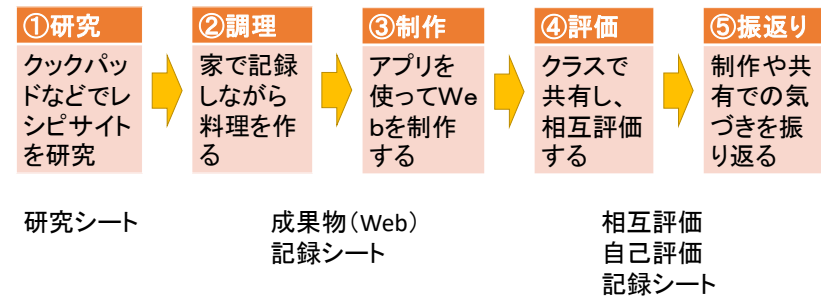 ①研究
クックパッ
ドなどでレ
シピサイト
を研究
②調理
家で記録
しながら
料理を作
る
③制作
アプリを
使ってWe
bを制作
する
④評価
クラスで
共有し、
相互評価
する
⑤振返り
制作や共
有での気
づきを振
り返る
研究シート
成果物（Web）
記録シート
相互評価
自己評価
記録シート